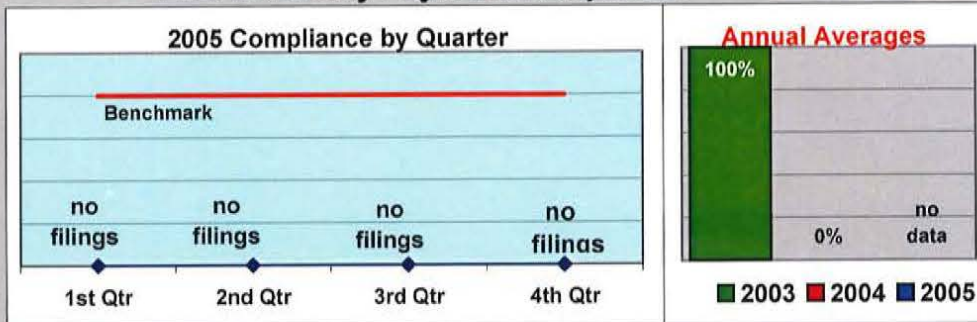 2005 Compliance by Quarter
Benchmark
no filings
no filings
no filings
no filings
1st Qtr
2nd Qtr
3rd Qtr
4th Qtr
Annual Averages
100%
0%
no data
2003
2004
2005